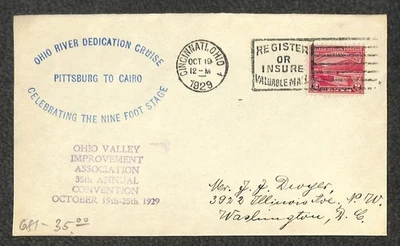 OHIO RIVER DEDICATION CRUISE
PITTSBURG TO CAIRO
CELEBRATING THE NINE FOOT STAGE
CINCINNATI, OHIO
OCT 19
12-M
1929
REGISTER
OR
INSURE
VALUABLE MAIL
OHIO VALLEY
IMPROVEMENT
ASSOCIATION
35th ANNUAL
CONVENTION
OCTOBER 19th-25th 1929
Mr. J. J. Dwyer,
3922 Illinois Ave, N.W.
Washington, D.C.
681- 35.00